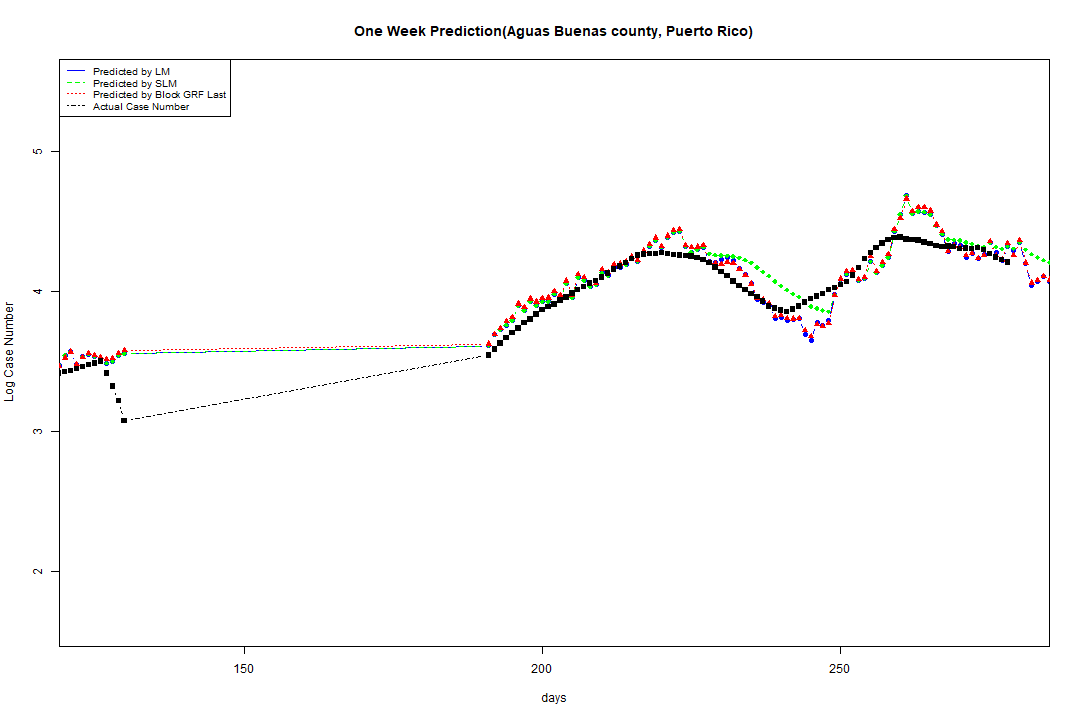 One Week Prediction(Aguas Buenas county, Puerto Rico)
Predicted by LM
Predicted by SLM
Predicted by Block GRF Last
Actual Case Number
5
4
3
2
Log Case Number
150
200
250
days